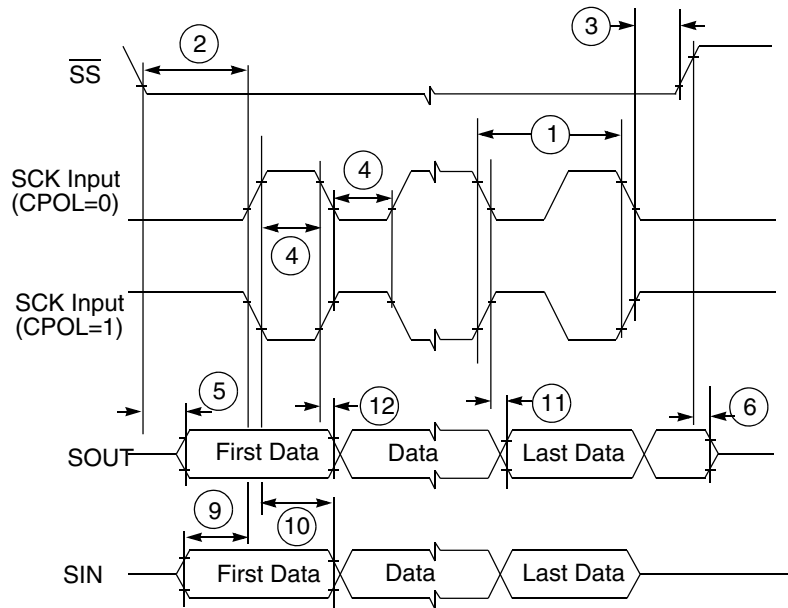 2
3
SS
1
SCK Input
(CPOL=0)
4
4
SCK Input
(CPOL=1)
5
12
11
6
SOUT
First Data
Data
Last Data
9
10
SIN
First Data
Data
Last Data